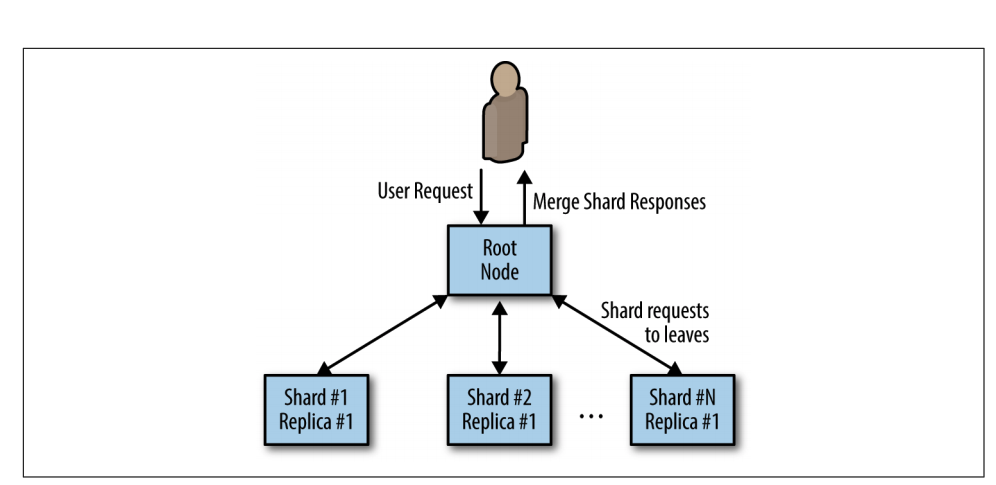 User Request
Merge Shard Responses
Root
Node
Shard requests
to leaves
Shard #1
Replica #1
Shard #2
Replica #1
...
Shard #N
Replica #1